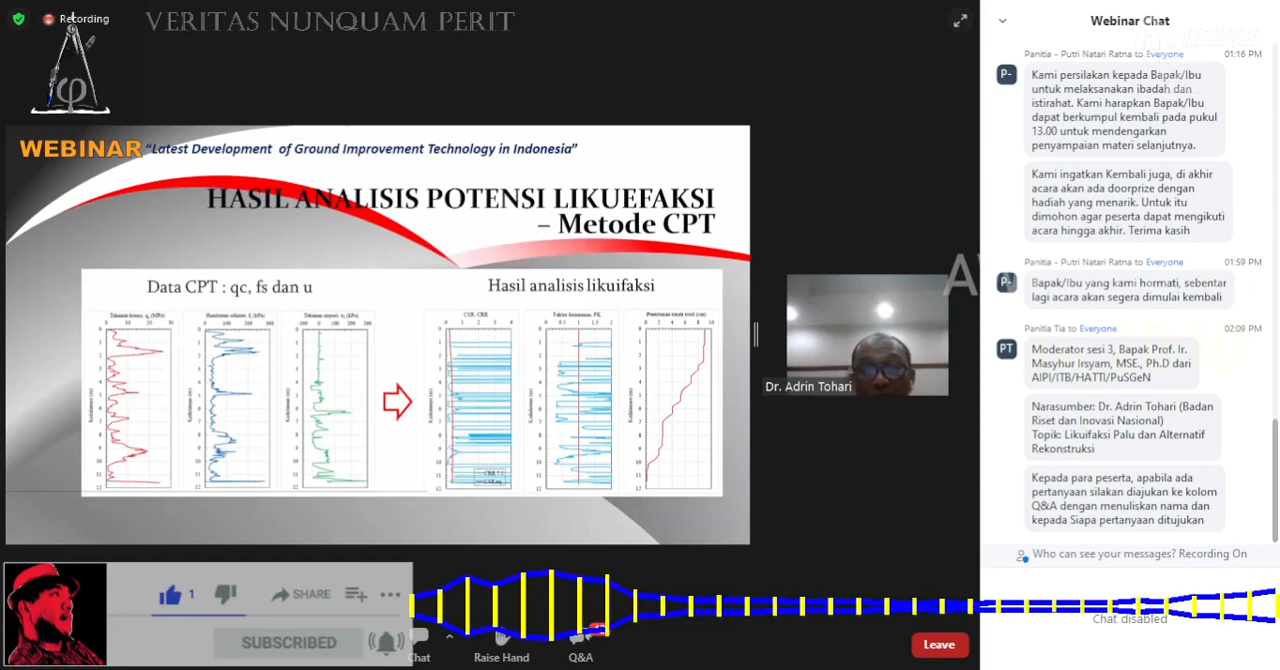 Recording
VERITAS NUNQUAM PERIT
φ
WEBINAR "Latest Development of Ground Improvement Technology in Indonesia"
HASIL ANALISIS POTENSI LIKUEFAKSI
– Metode CPT
Data CPT : qc, fs dan u
Hasil analisis likuifaksi
CSR, CRR
Dr. Adrin Tohari
1
SHARE
SUBSCRIBED
Chat
Raise Hand
Q&A
Leave
Webinar Chat
Panitia - Putri Natari Ratna to Everyone 01:16 PM
P-
Kami persilakan kepada Bapak/Ibu
untuk melaksanakan ibadah dan
istirahat. Kami harapkan Bapak/Ibu
dapat berkumpul kembali pada pukul
13.00 untuk mendengarkan
penyampaian materi selanjutnya.
Kami ingatkan Kembali juga, di akhir
acara akan ada doorprize dengan
hadiah yang menarik. Untuk itu
dimohon agar peserta dapat mengikuti
acara hingga akhir. Terima kasih
Panitia - Putri Natari Ratna to Everyone 01:59 PM
P-
Bapak/Ibu yang kami hormati, sebentar
lagi acara akan segera dimulai kembali
Panitia Tia to Everyone 02:09 PM
PT
Moderator sesi 3, Bapak Prof. Ir.
Masyhur Irsyam, MSE., Ph.D dari
AIPI/ITB/HATTI/PuSGeN
Narasumber: Dr. Adrin Tohari (Badan
Riset dan Inovasi Nasional)
Topik: Likuifaksi Palu dan Alternatif
Rekonstruksi
Kepada para peserta, apabila ada
pertanyaan silakan diajukan ke kolom
Q&A dengan menuliskan nama dan
kepada Siapa pertanyaan ditujukan
Who can see your messages? Recording On
Chat disabled